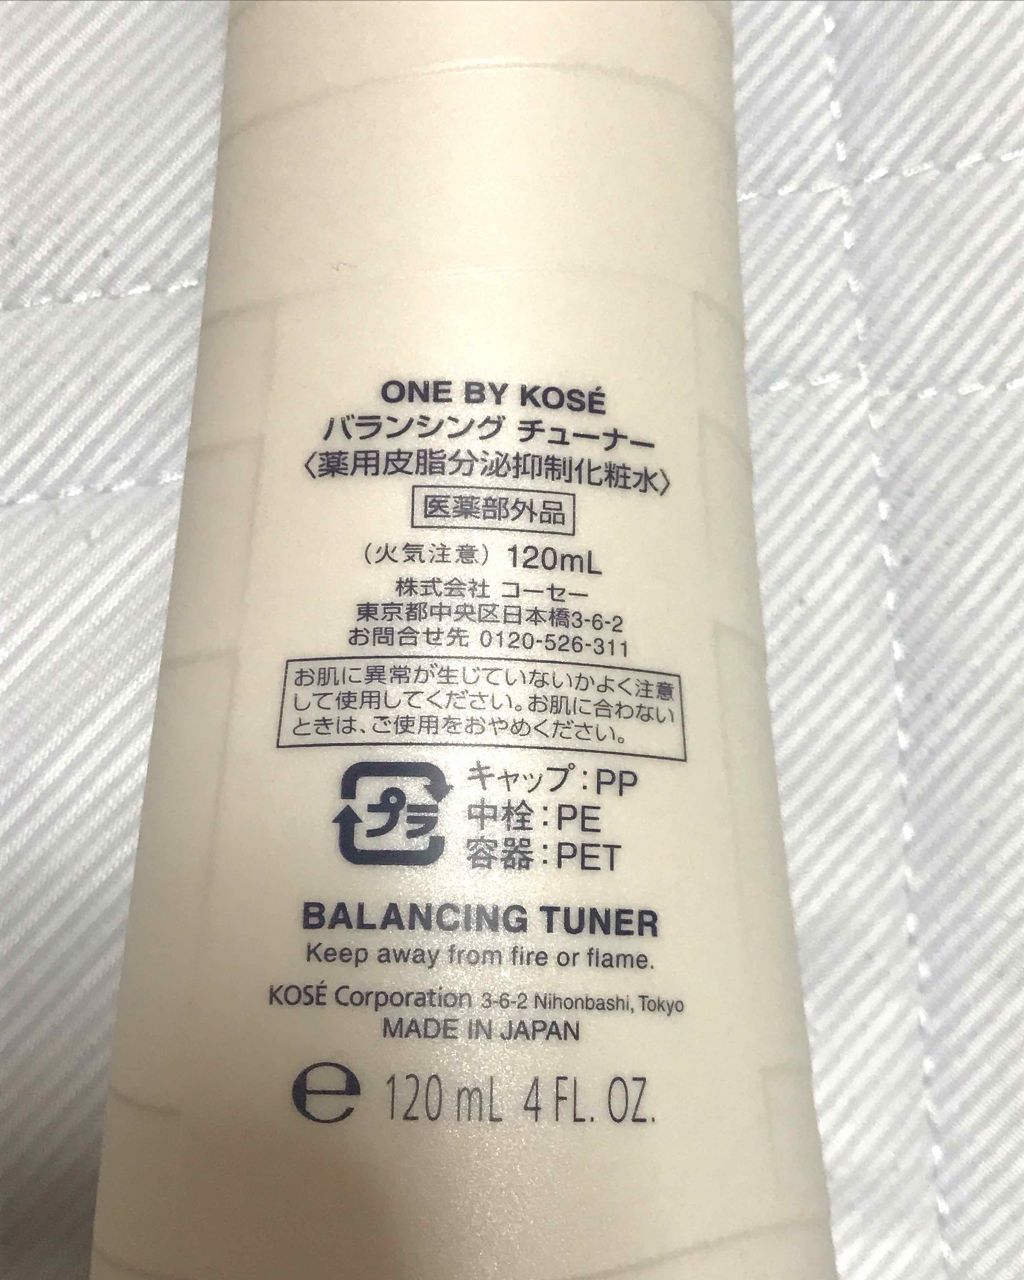 ONE BY KOSÉ
バランシング チューナー
〈薬用皮脂分泌抑制化粧水〉
医薬部外品
(火気注意) 120mL
株式会社 コーセー
東京都中央区日本橋3-6-2
お問合せ先 0120-526-311
お肌に異常が生じていないかよく注意
して使用してください。お肌に合わない
ときは、ご使用をおやめください。
プラ
キャップ:PP
中栓:PE
容器:PET
BALANCING TUNER
Keep away from fire or flame.
KOSÉ Corporation 3-6-2 Nihonbashi, Tokyo
MADE IN JAPAN
℮ 120 mL 4 FL. OZ.